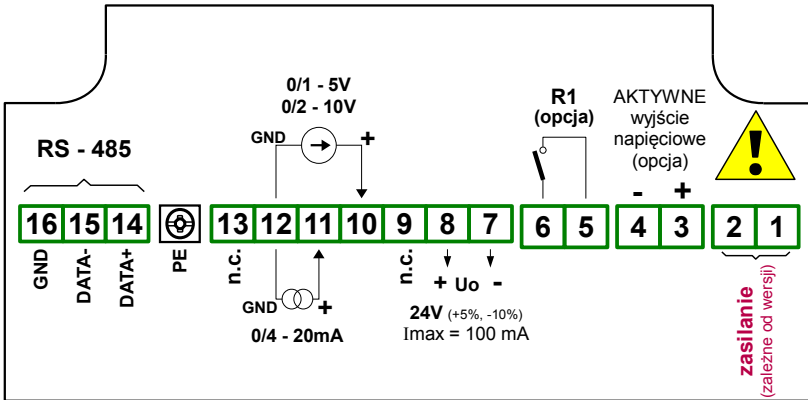 0/1 - 5V
0/2 - 10V
GND
+
R1
(opcja)
AKTYWNE
wyjście
napięciowe
(opcja)
- +
!
RS - 485
16 15 14
PE
13 12 11 10 9 8 7
6 5
4 3
2 1
GND
DATA-
DATA+
n.c.
GND
+
0/4 - 20mA
n.c.
+ Uo -
24V (+5%, -10%)
Imax = 100 mA
zasilanie
(zależne od wersji)